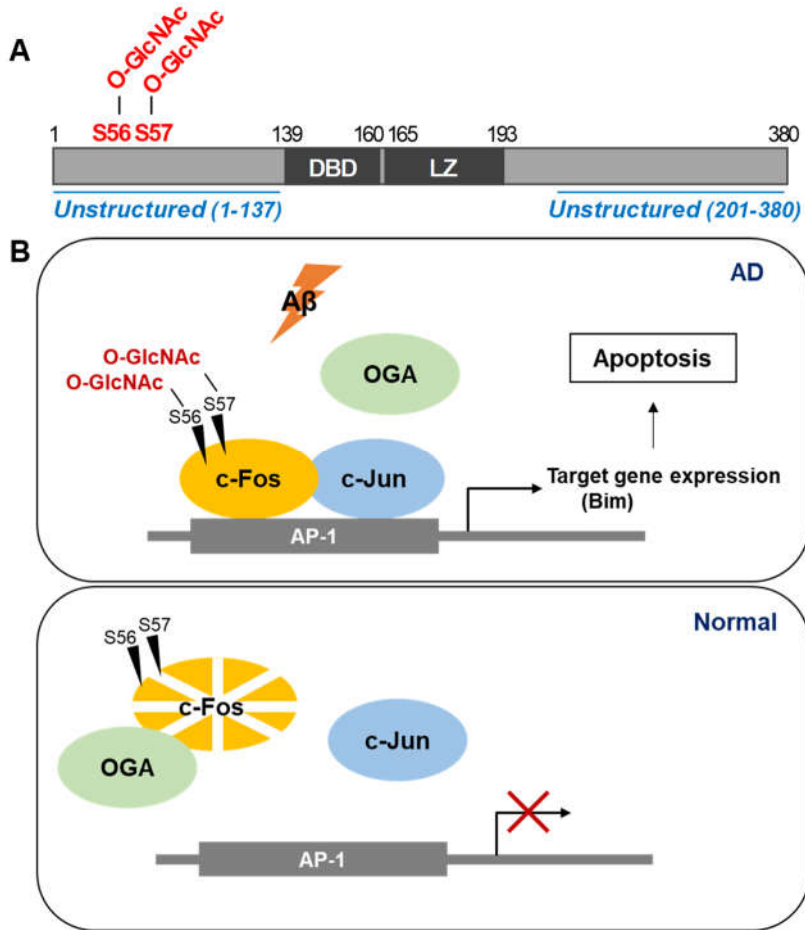 A
O-GlcNAc
O-GlcNAc
S56 S57
1 139 160 165 193 380
DBD LZ
Unstructured (1-137) Unstructured (201-380)
B
AD
Aβ
O-GlcNAc
O-GlcNAc
S56
S57
OGA
Apoptosis
c-Fos
c-Jun
Target gene expression
(Bim)
AP-1
Normal
S56
S57
c-Fos
OGA
c-Jun
AP-1